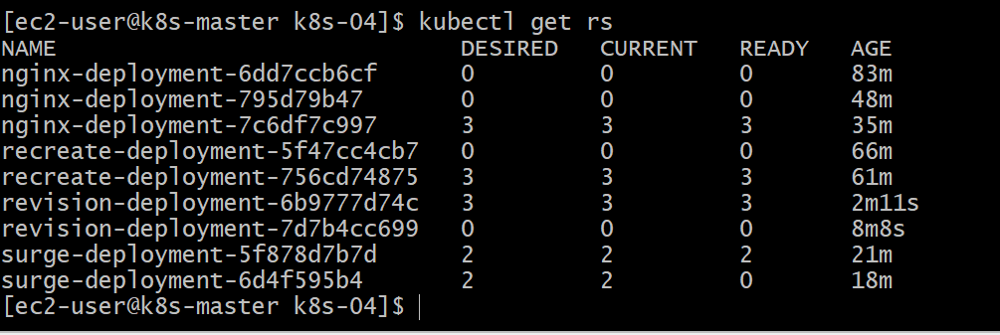 [ec2-user@k8s-master k8s-04]$ kubectl get rs
NAME DESIRED CURRENT READY AGE
nginx-deployment-6dd7ccb6cf 0 0 0 83m
nginx-deployment-795d79b47 0 0 0 48m
nginx-deployment-7c6df7c997 3 3 3 35m
recreate-deployment-5f47cc4cb7 0 0 0 66m
recreate-deployment-756cd74875 3 3 3 61m
revision-deployment-6b9777d74c 3 3 3 2m11s
revision-deployment-7d7b4cc699 0 0 0 8m8s
surge-deployment-5f878d7b7d 2 2 2 21m
surge-deployment-6d4f595b4 2 2 0 18m
[ec2-user@k8s-master k8s-04]$